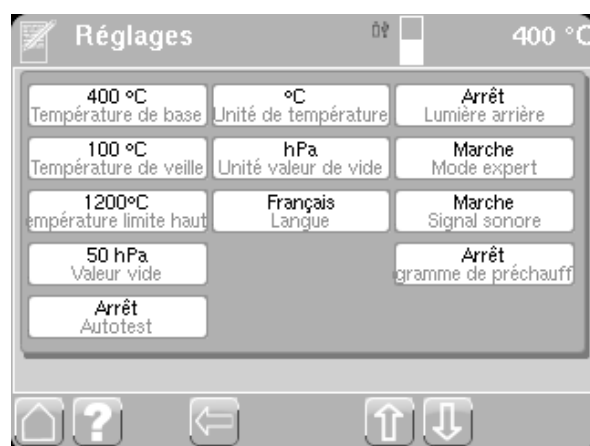 Réglages
400 °C
400 °C
Température de base
°C
Unité de température
Arrêt
Lumière arrière
100 °C
Température de veille
hPa
Unité valeur de vide
Marche
Mode expert
1200°C
empérature limite haut
Français
Langue
Marche
Signal sonore
50 hPa
Valeur vide
Arrêt
gramme de préchauff
Arrêt
Autotest
?